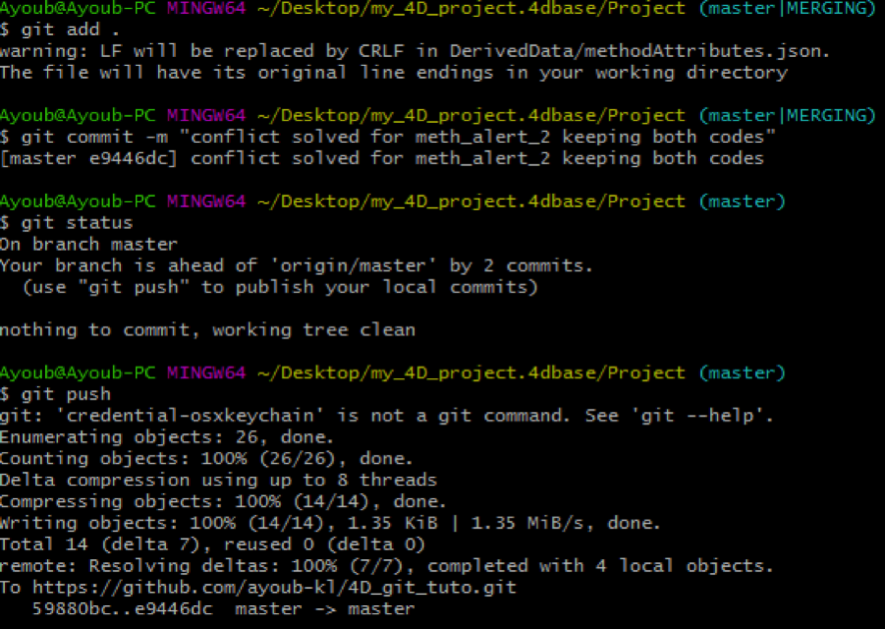 Ayoub@Ayoub-PC MINGW64 ~/Desktop/my_4D_project.4dbase/Project (master|MERGING)
$ git add .
warning: LF will be replaced by CRLF in DerivedData/methodAttributes.json.
The file will have its original line endings in your working directory
Ayoub@Ayoub-PC MINGW64 ~/Desktop/my_4D_project.4dbase/Project (master|MERGING)
$ git commit -m "conflict solved for meth_alert_2 keeping both codes"
[master e9446dc] conflict solved for meth_alert_2 keeping both codes
Ayoub@Ayoub-PC MINGW64 ~/Desktop/my_4D_project.4dbase/Project (master)
$ git status
On branch master
Your branch is ahead of 'origin/master' by 2 commits.
  (use "git push" to publish your local commits)
nothing to commit, working tree clean
Ayoub@Ayoub-PC MINGW64 ~/Desktop/my_4D_project.4dbase/Project (master)
$ git push
git: 'credential-osxkeychain' is not a git command. See 'git --help'.
Enumerating objects: 26, done.
Counting objects: 100% (26/26), done.
Delta compression using up to 8 threads
Compressing objects: 100% (14/14), done.
Writing objects: 100% (14/14), 1.35 KiB | 1.35 MiB/s, done.
Total 14 (delta 7), reused 0 (delta 0)
remote: Resolving deltas: 100% (7/7), completed with 4 local objects.
To https://github.com/ayoub-kl/4D_git_tuto.git
   59880bc..e9446dc  master -> master